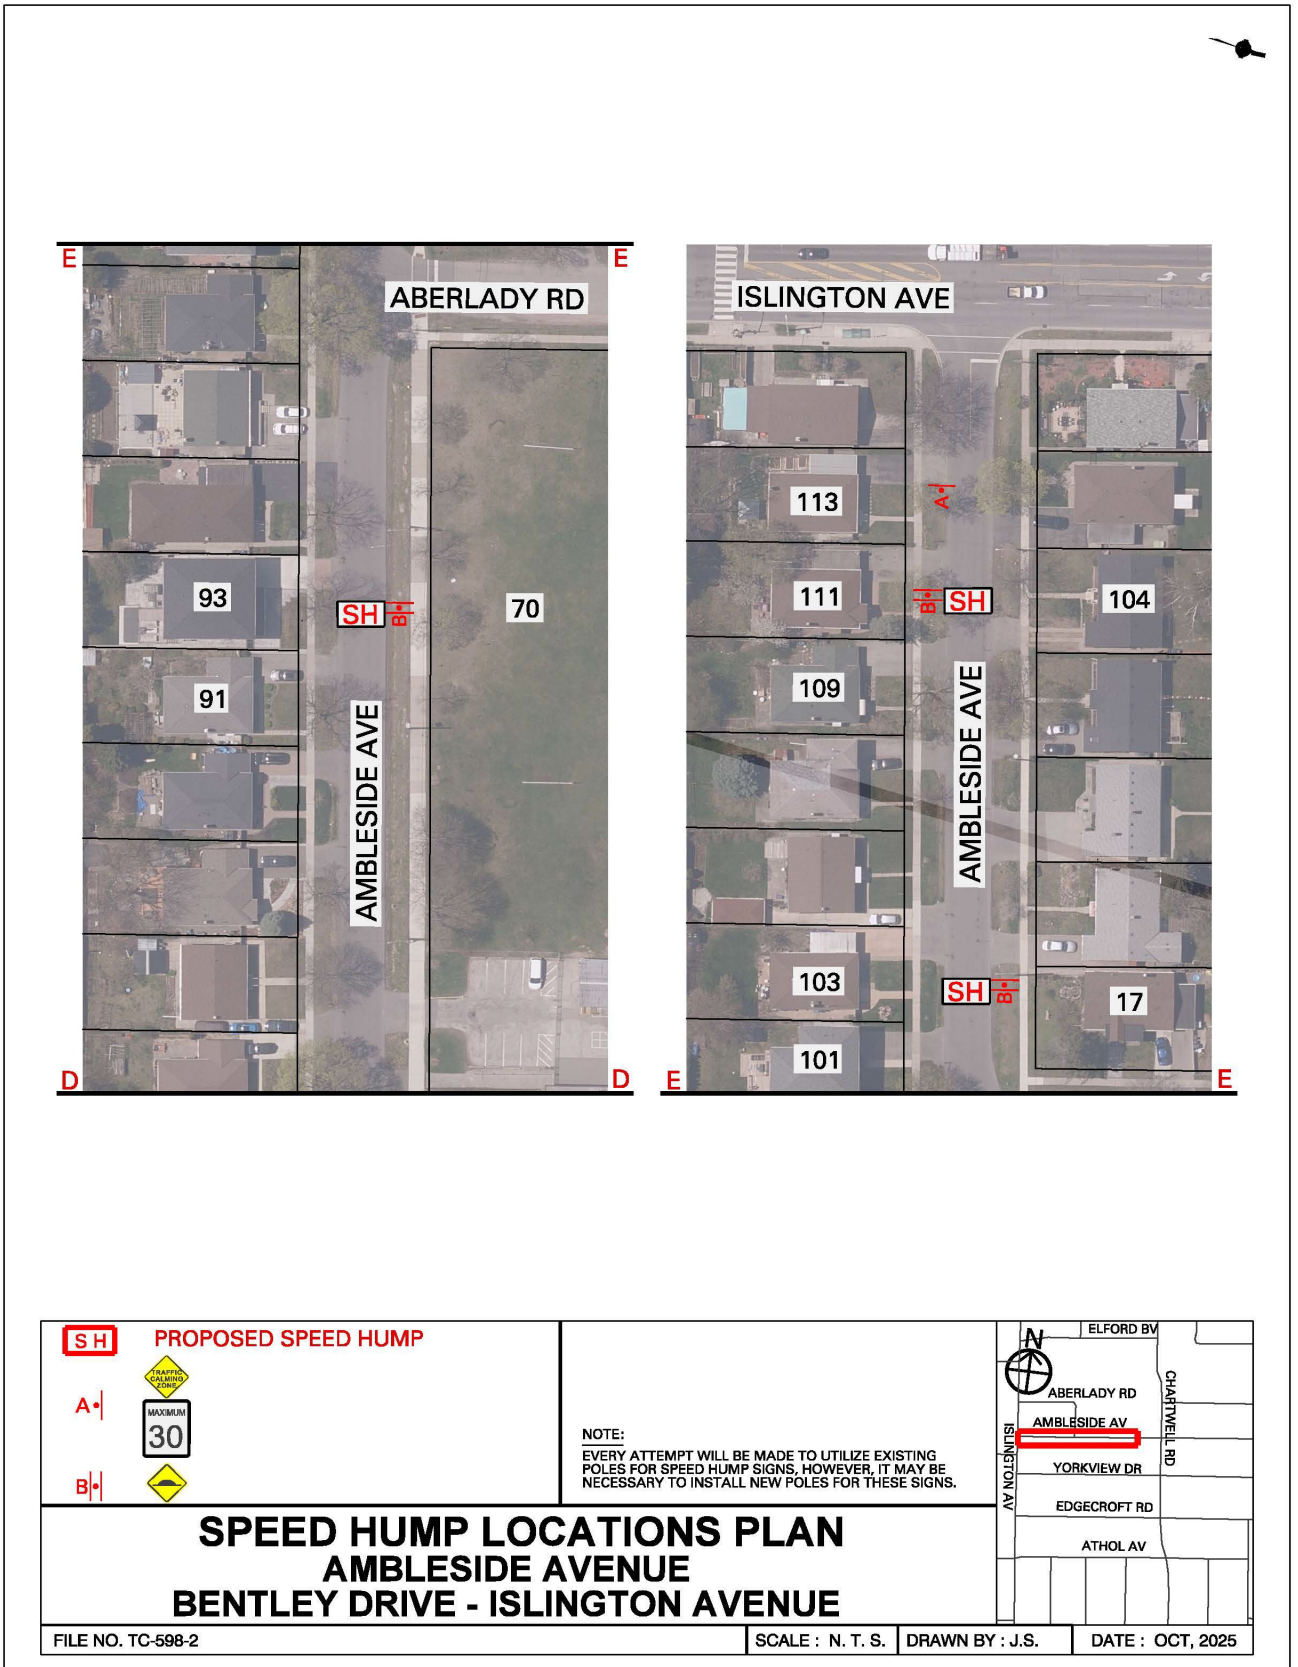 E
E
ABERLADY RD
93
SH
B
70
91
AMBLESIDE AVE
D
D
ISLINGTON AVE
113
A
111
B
SH
104
109
AMBLESIDE AVE
103
SH
B
17
101
E
E
SH
PROPOSED SPEED HUMP
A
TRAFFIC
CALMING
ZONE
MAXIMUM
30
B
NOTE:
EVERY ATTEMPT WILL BE MADE TO UTILIZE EXISTING
POLES FOR SPEED HUMP SIGNS, HOWEVER, IT MAY BE
NECESSARY TO INSTALL NEW POLES FOR THESE SIGNS.
N
ELFORD BV
ABERLADY RD
CHARTWELL RD
AMBLESIDE AV
ISLINGTON AV
YORKVIEW DR
EDGECROFT RD
ATHOL AV
SPEED HUMP LOCATIONS PLAN
AMBLESIDE AVENUE
BENTLEY DRIVE - ISLINGTON AVENUE
FILE NO. TC-598-2
SCALE : N. T. S.
DRAWN BY : J.S.
DATE : OCT, 2025